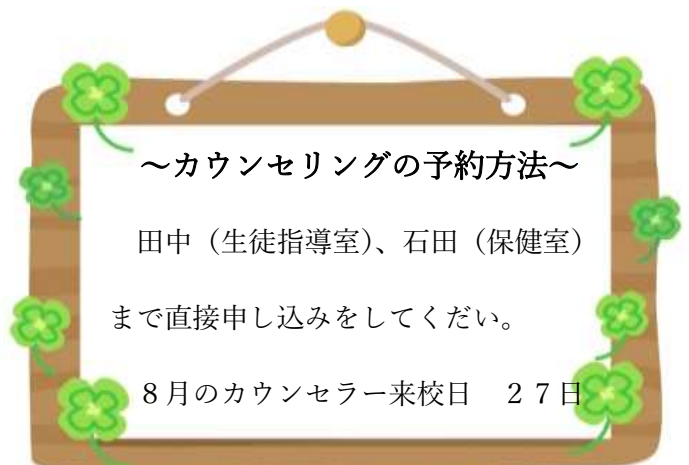 ～カウンセリングの予約方法～
田中（生徒指導室）、石田（保健室）
まで直接申し込みをしてくだい。
８月のカウンセラー来校日　２７日